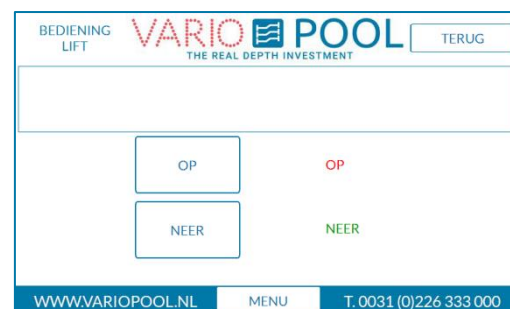 BEDIENING
LIFT
VARIO POOL
THE REAL DEPTH INVESTMENT
TERUG
OP
OP
NEER
NEER
WWW.VARIOPOOL.NL
MENU
T. 0031 (0)226 333 000